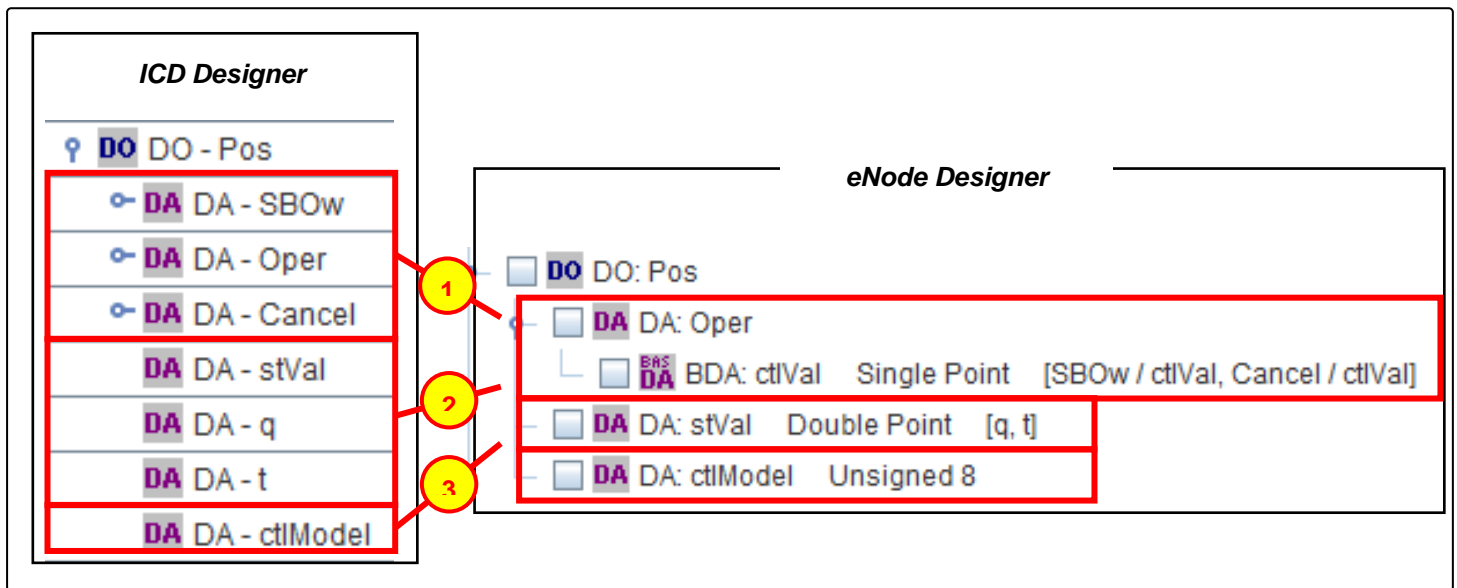 ICD Designer
DO DO - Pos
DA DA - SBOw
DA DA - Oper
DA DA - Cancel
DA DA - stVal
DA DA - q
DA DA - t
DA DA - ctlModel
1
2
3
eNode Designer
DO DO: Pos
DA DA: Oper
BAS DA BDA: ctlVal Single Point [SBOw / ctlVal, Cancel / ctlVal]
DA DA: stVal Double Point [q, t]
DA DA: ctlModel Unsigned 8